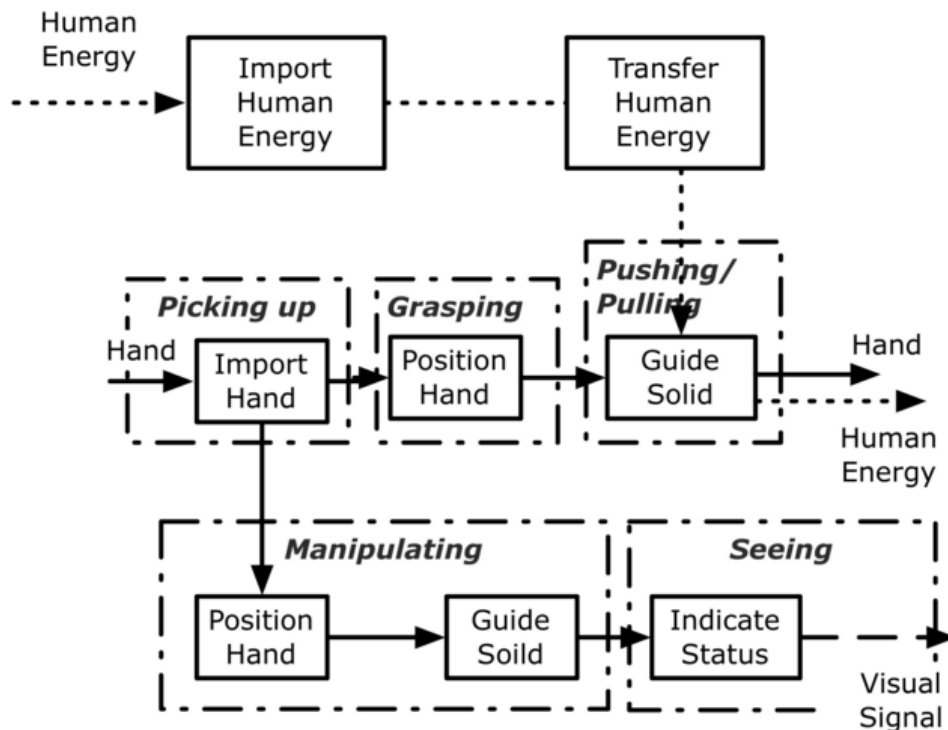 Human
Energy
Import
Human
Energy
Transfer
Human
Energy
Picking up
Grasping
Pushing/
Pulling
Hand
Import
Hand
Position
Hand
Guide
Solid
Hand
Human
Energy
Manipulating
Seeing
Position
Hand
Guide
Soild
Indicate
Status
Visual
Signal